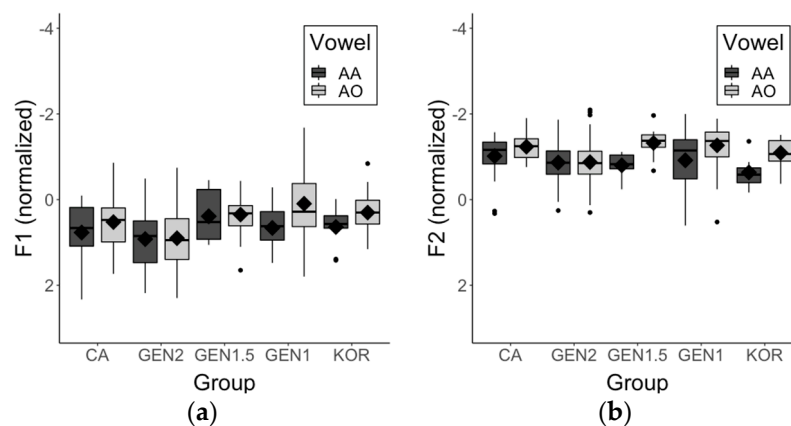 -4
-2
0
2
F1 (normalized)
Vowel
AA
AO
CA GEN2 GEN1.5 GEN1 KOR
Group
(a)
-4
-2
0
2
F2 (normalized)
Vowel
AA
AO
CA GEN2 GEN1.5 GEN1 KOR
Group
(b)